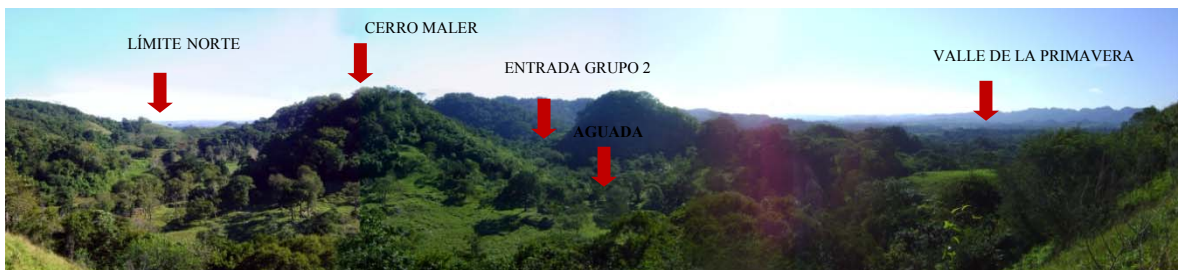 LÍMITE NORTE
CERRO MALER
ENTRADA GRUPO 2
AGUADA
VALLE DE LA PRIMAVERA